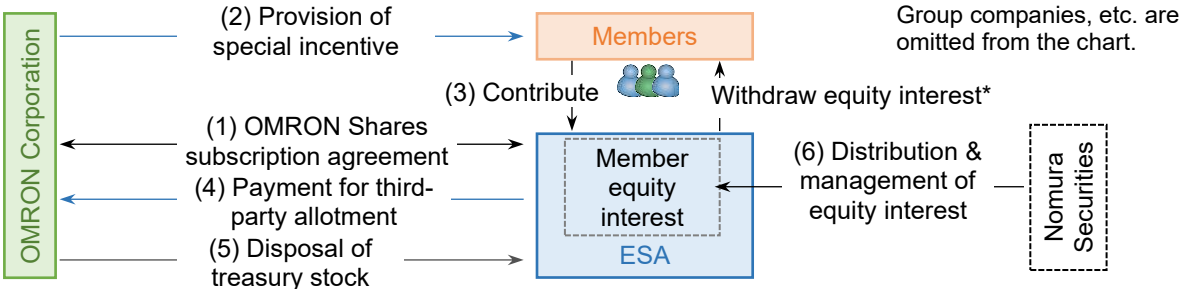 OMRON Corporation
(2) Provision of
special incentive
Members
Group companies, etc. are
omitted from the chart.
(3) Contribute
Withdraw equity interest*
(1) OMRON Shares
subscription agreement
(4) Payment for third-
party allotment
(5) Disposal of
treasury stock
Member
equity
interest
ESA
(6) Distribution &
management of
equity interest
Nomura
Securities